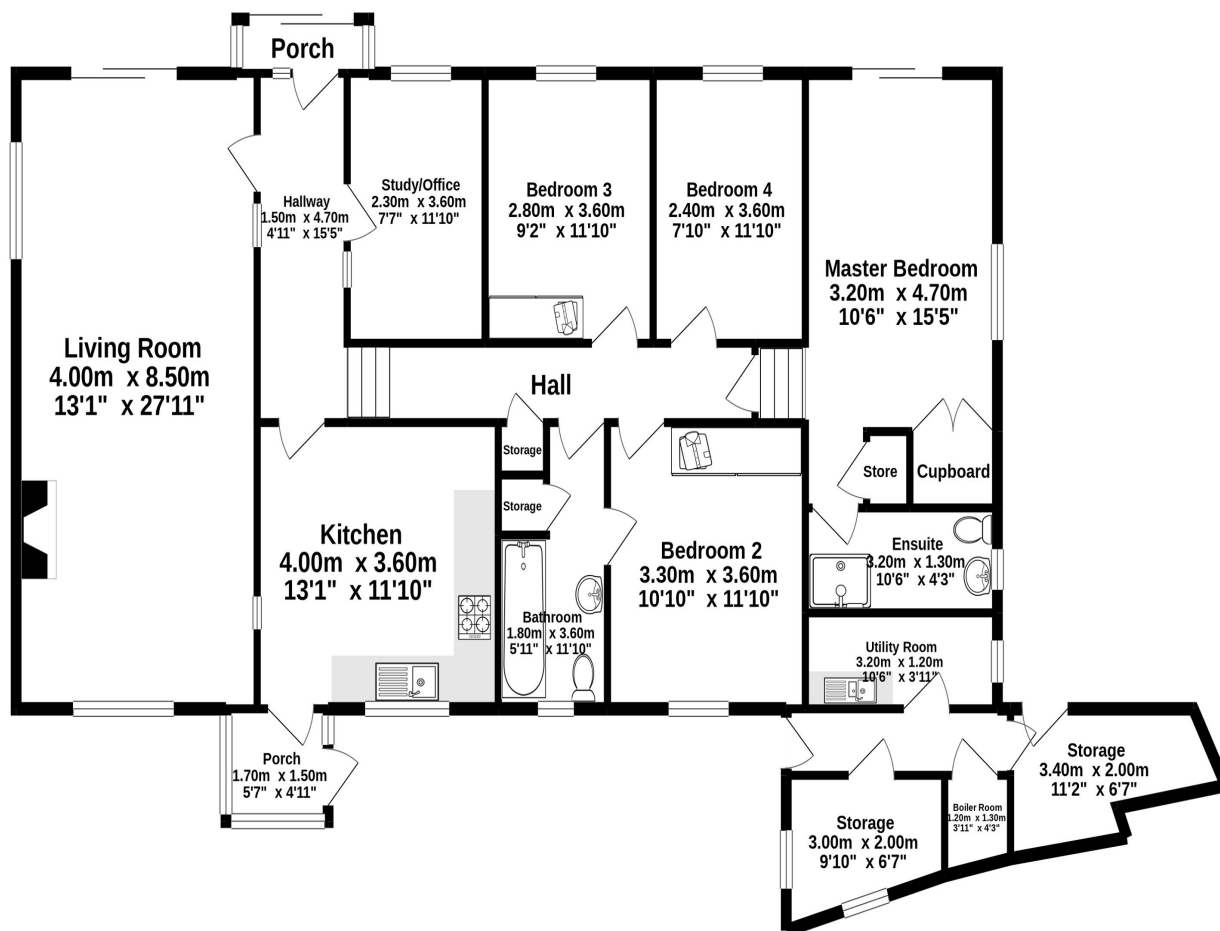 Porch
Living Room
4.00m x 8.50m
13'1" x 27'11"
Hallway
1.50m x 4.70m
4'11" x 15'5"
Study/Office
2.30m x 3.60m
7'7" x 11'10"
Bedroom 3
2.80m x 3.60m
9'2" x 11'10"
Bedroom 4
2.40m x 3.60m
7'10" x 11'10"
Master Bedroom
3.20m x 4.70m
10'6" x 15'5"
Hall
Storage
Storage
Store
Cupboard
Kitchen
4.00m x 3.60m
13'1" x 11'10"
Bathroom
1.80m x 3.60m
5'11" x 11'10"
Bedroom 2
3.30m x 3.60m
10'10" x 11'10"
Ensuite
3.20m x 1.30m
10'6" x 4'3"
Utility Room
3.20m x 1.20m
10'6" x 3'11"
Porch
1.70m x 1.50m
5'7" x 4'11"
Storage
3.00m x 2.00m
9'10" x 6'7"
Boiler Room
1.20m x 1.30m
3'11" x 4'3"
Storage
3.40m x 2.00m
11'2" x 6'7"